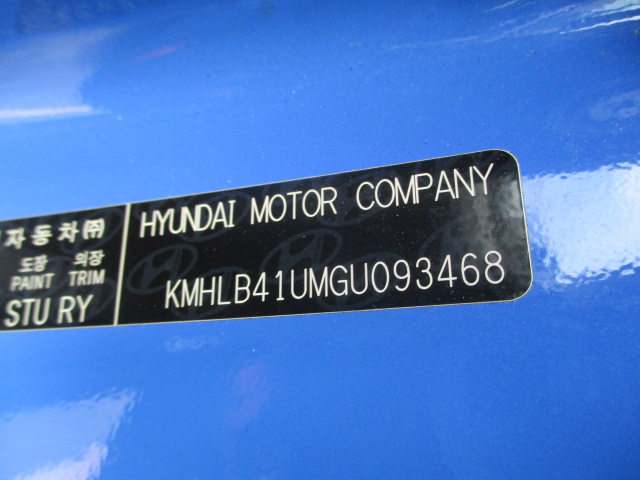 자동차㈜
HYUNDAI MOTOR COMPANY
도장 의장
PAINT TRIM
STU RY
KMHLB41UMGU093468